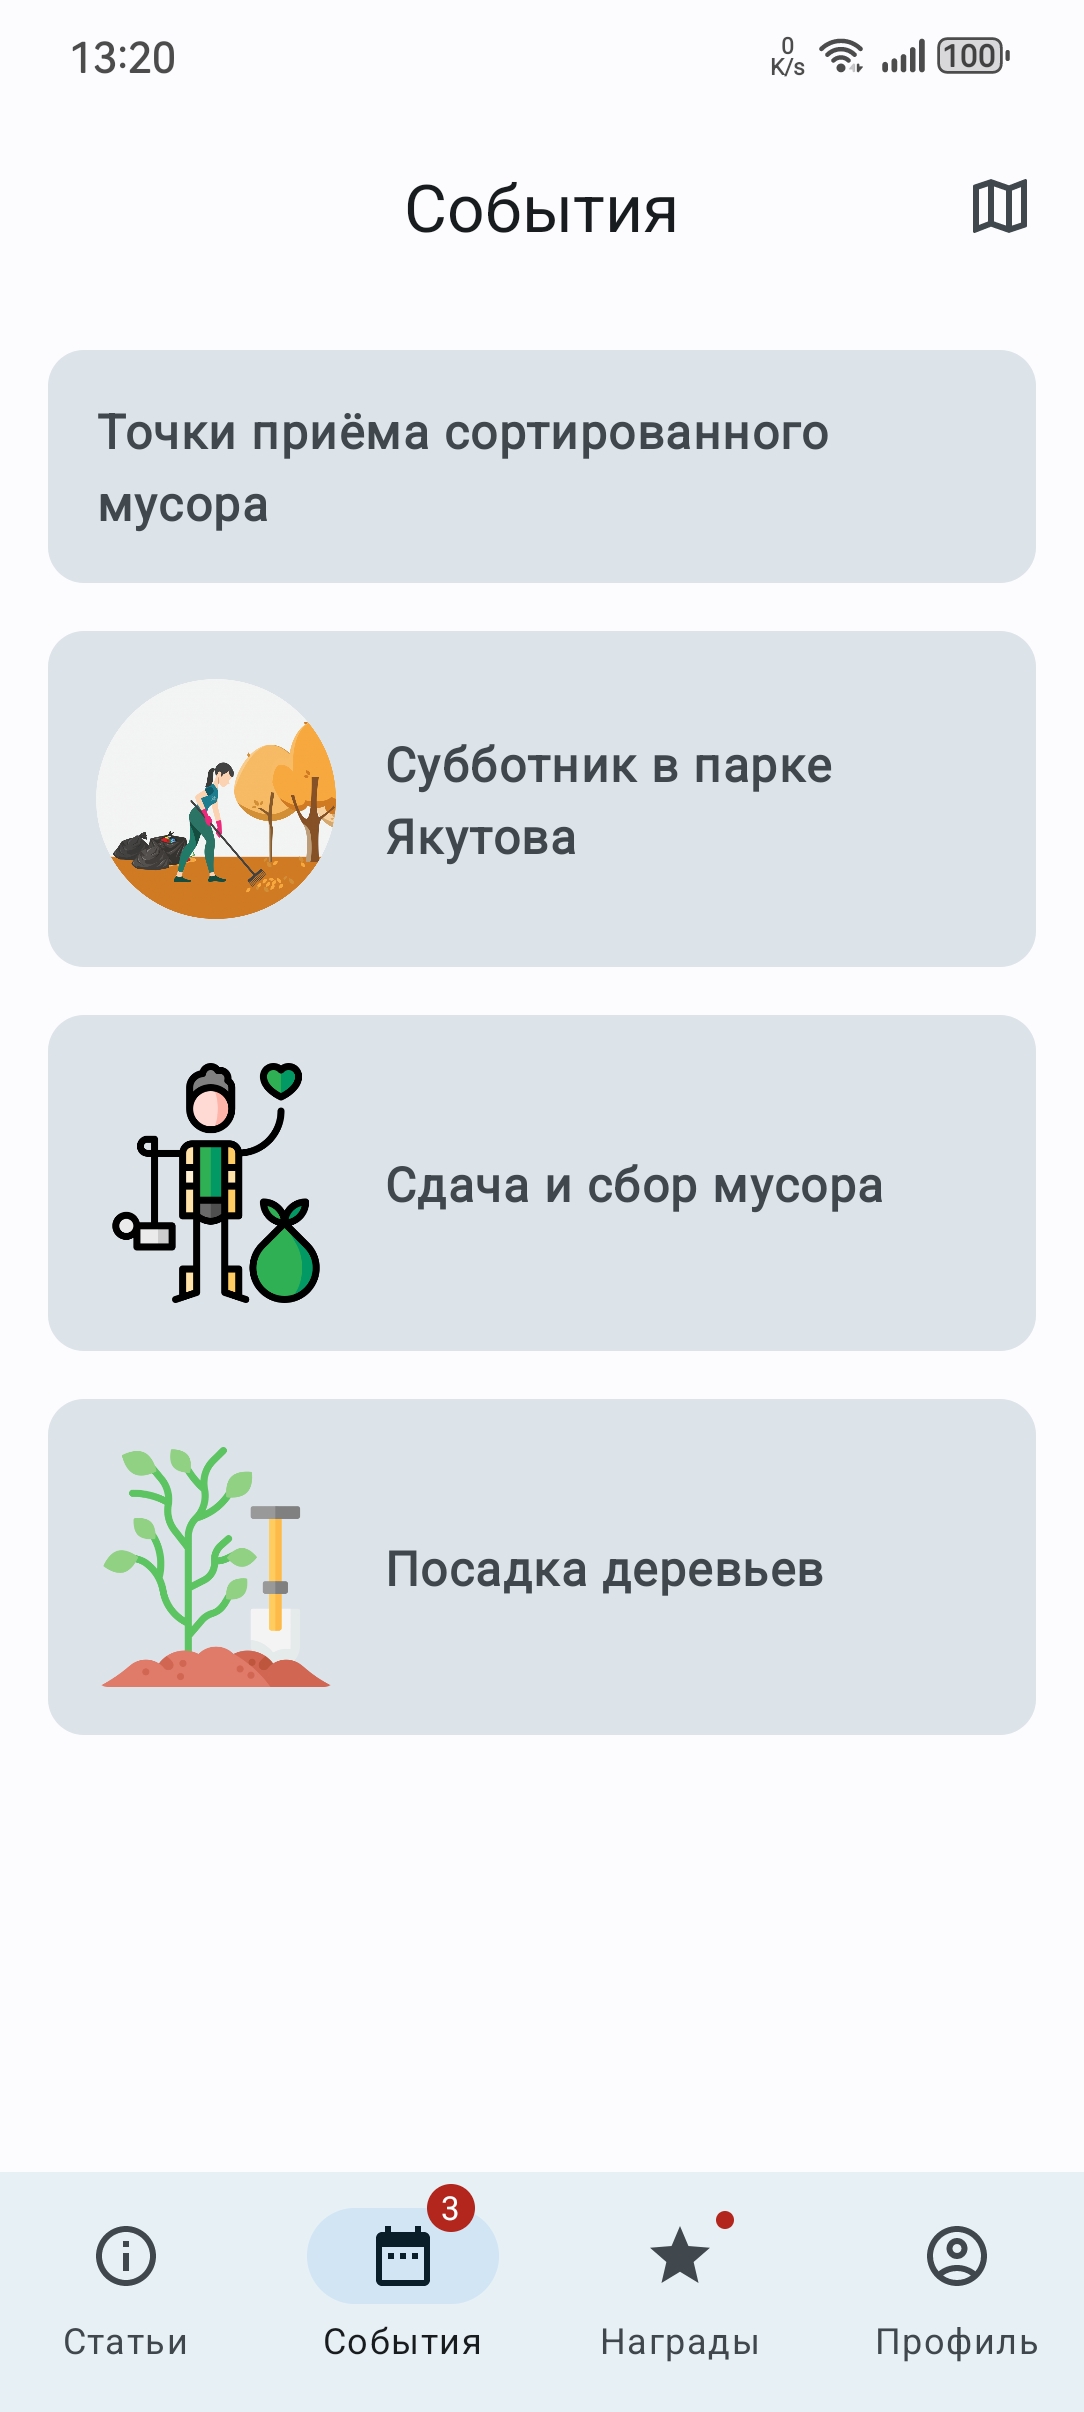 13:20
0
K/s
100
События
Точки приёма сортированного
мусора
Субботник в парке
Якутова
Сдача и сбор мусора
Посадка деревьев
3
Статьи
События
Награды
Профиль